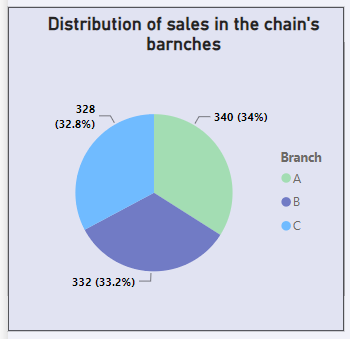 Distribution of sales in the chain's
barnches
328
(32.8%)
340 (34%)
Branch
A
B
C
332 (33.2%)